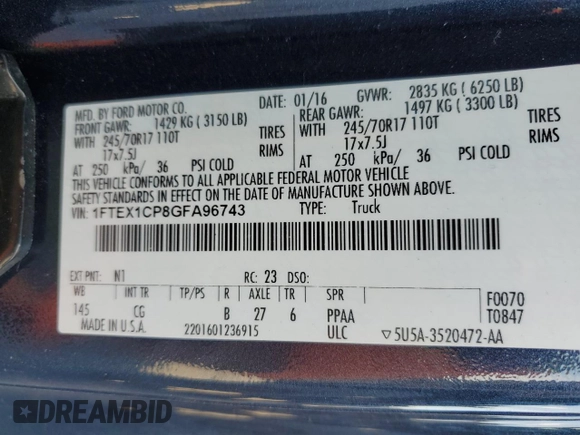 MFD. BY FORD MOTOR CO.
DATE: 01/16 GVWR: 2835 KG ( 6250 LB)
FRONT GAWR: 1429 KG ( 3150 LB)
REAR GAWR: 1497 KG ( 3300 LB)
WITH 245/70R17 110T TIRES
WITH 245/70R17 110T TIRES
17x7.5J RIMS
17x7.5J RIMS
AT 250 kPa/ 36 PSI COLD
AT 250 kPa/ 36 PSI COLD
THIS VEHICLE CONFORMS TO ALL APPLICABLE FEDERAL MOTOR VEHICLE
SAFETY STANDARDS IN EFFECT ON THE DATE OF MANUFACTURE SHOWN ABOVE.
VIN: 1FTEX1CP8GFA96743 TYPE: Truck
EXT PNT: N1 RC: 23 DSO:
WB INT TR TP/PS R AXLE TR SPR
F0070
145 CG B 27 6 PPAA
T0847
MADE IN U.S.A. 2201601236915 ULC ▽5U5A-3520472-AA
DREAMBID